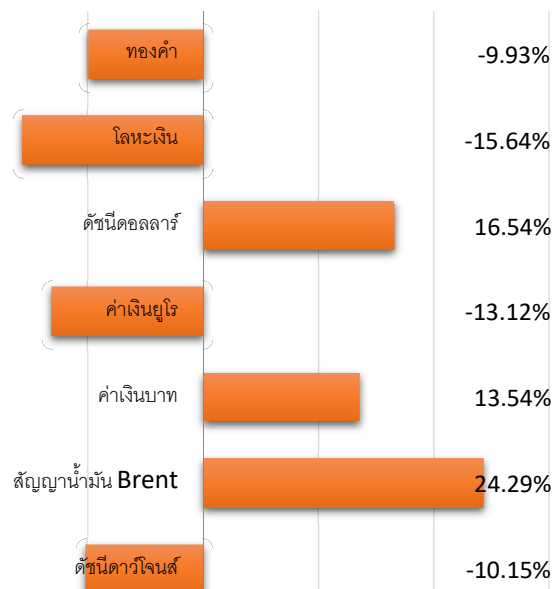 ทองคำ -9.93%
โลหะเงิน -15.64%
ดัชนีดอลลาร์ 16.54%
ค่าเงินยูโร -13.12%
ค่าเงินบาท 13.54%
สัญญาน้ำมัน Brent 24.29%
ดัชนีดาว์โจนส์ -10.15%